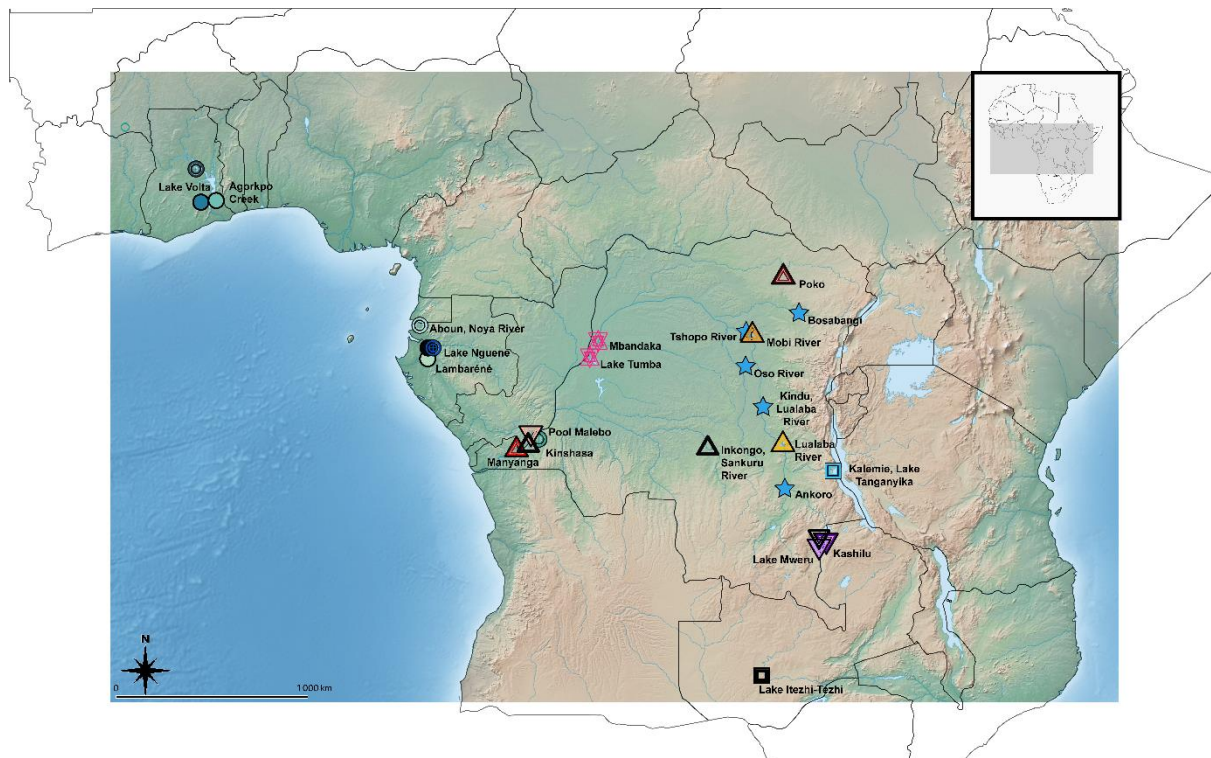 Lake Volta
Agorkpo
Creek
Poko
Bosabangi
Aboun, Noya River
Tshopo River
Mobi River
Mbandaka
Lake Nguène
Lake Tumba
Lambaréné
Oso River
Kindu,
Lualaba
River
Pool Malebo
Kinshasa
Manyanga
Inkongo,
Sankuru
River
Lualaba
River
Kalemie, Lake
Tanganyika
Ankoro
Lake Mweru
Kashilu
N
0
1000 km
Lake Itezhi-Tezhi